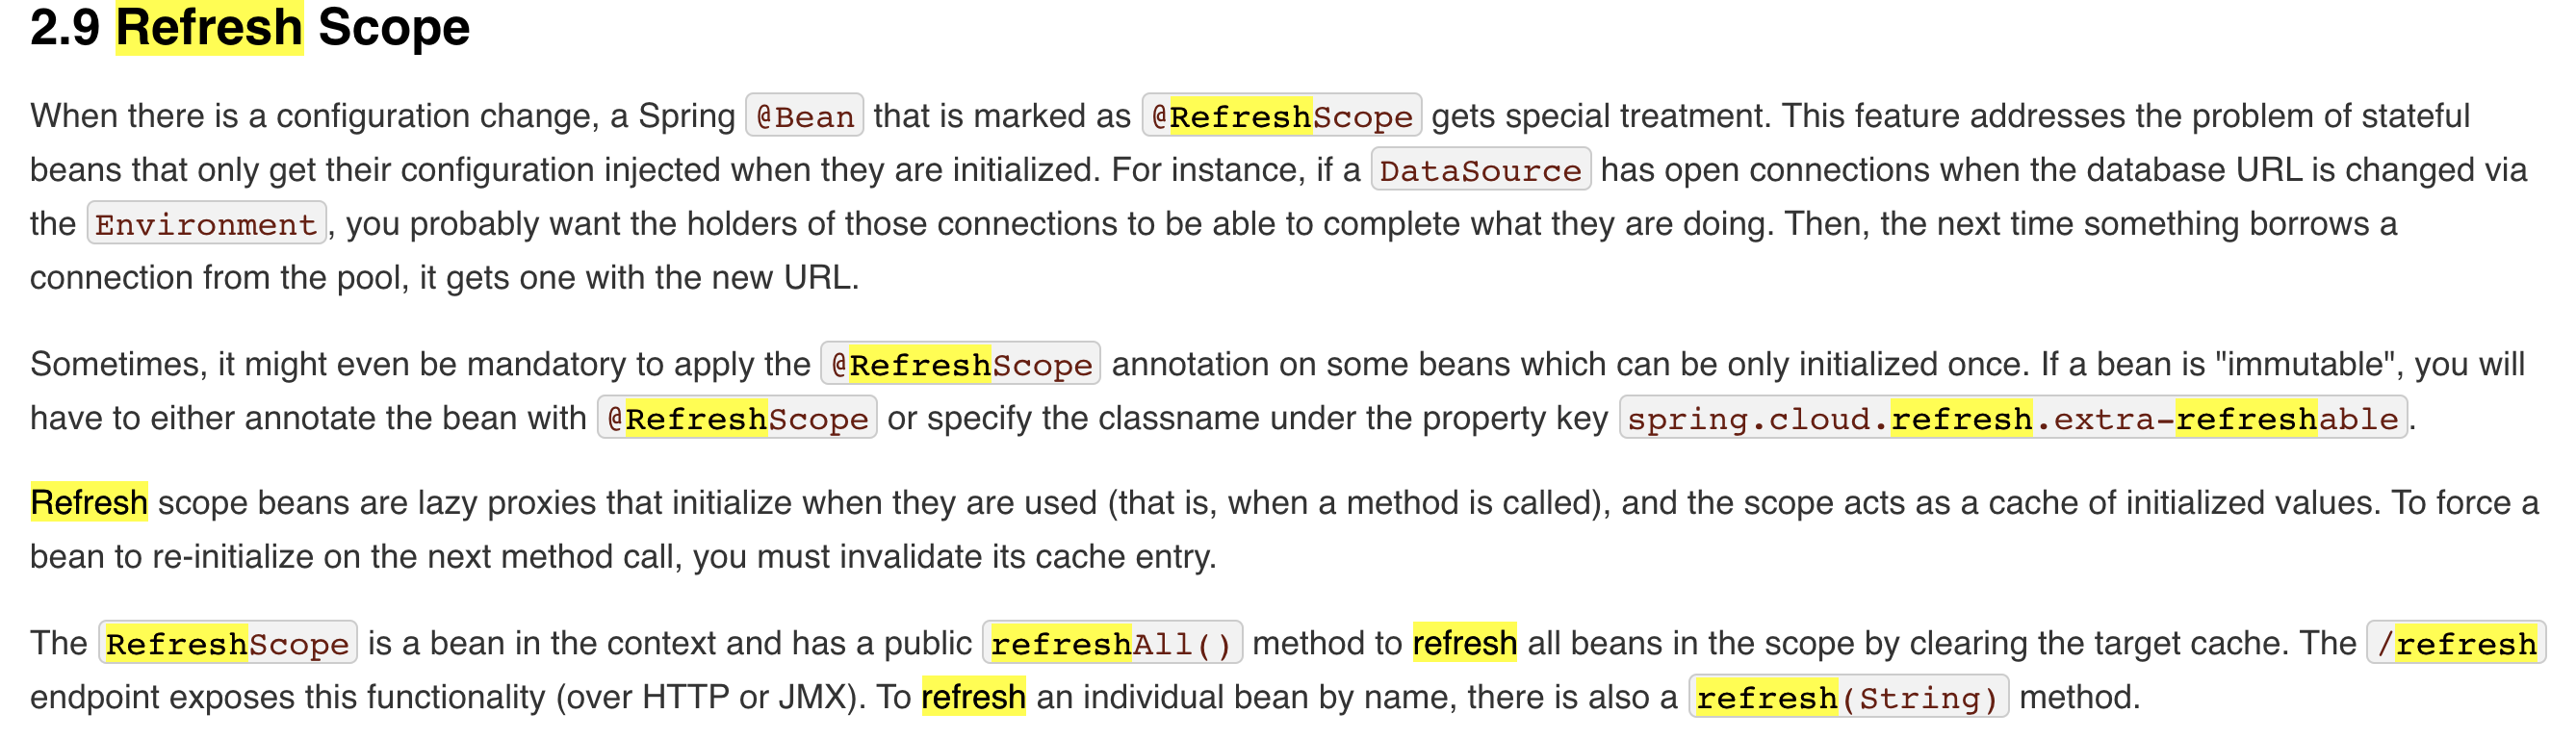 2.9 Refresh Scope
When there is a configuration change, a Spring @Bean that is marked as @RefreshScope gets special treatment. This feature addresses the problem of stateful
beans that only get their configuration injected when they are initialized. For instance, if a DataSource has open connections when the database URL is changed via
the Environment, you probably want the holders of those connections to be able to complete what they are doing. Then, the next time something borrows a
connection from the pool, it gets one with the new URL.
Sometimes, it might even be mandatory to apply the @RefreshScope annotation on some beans which can be only initialized once. If a bean is "immutable", you will
have to either annotate the bean with @RefreshScope or specify the classname under the property key spring.cloud.refresh.extra-refreshable.
Refresh scope beans are lazy proxies that initialize when they are used (that is, when a method is called), and the scope acts as a cache of initialized values. To force a
bean to re-initialize on the next method call, you must invalidate its cache entry.
The RefreshScope is a bean in the context and has a public refreshAll() method to refresh all beans in the scope by clearing the target cache. The /refresh
endpoint exposes this functionality (over HTTP or JMX). To refresh an individual bean by name, there is also a refresh(String) method.